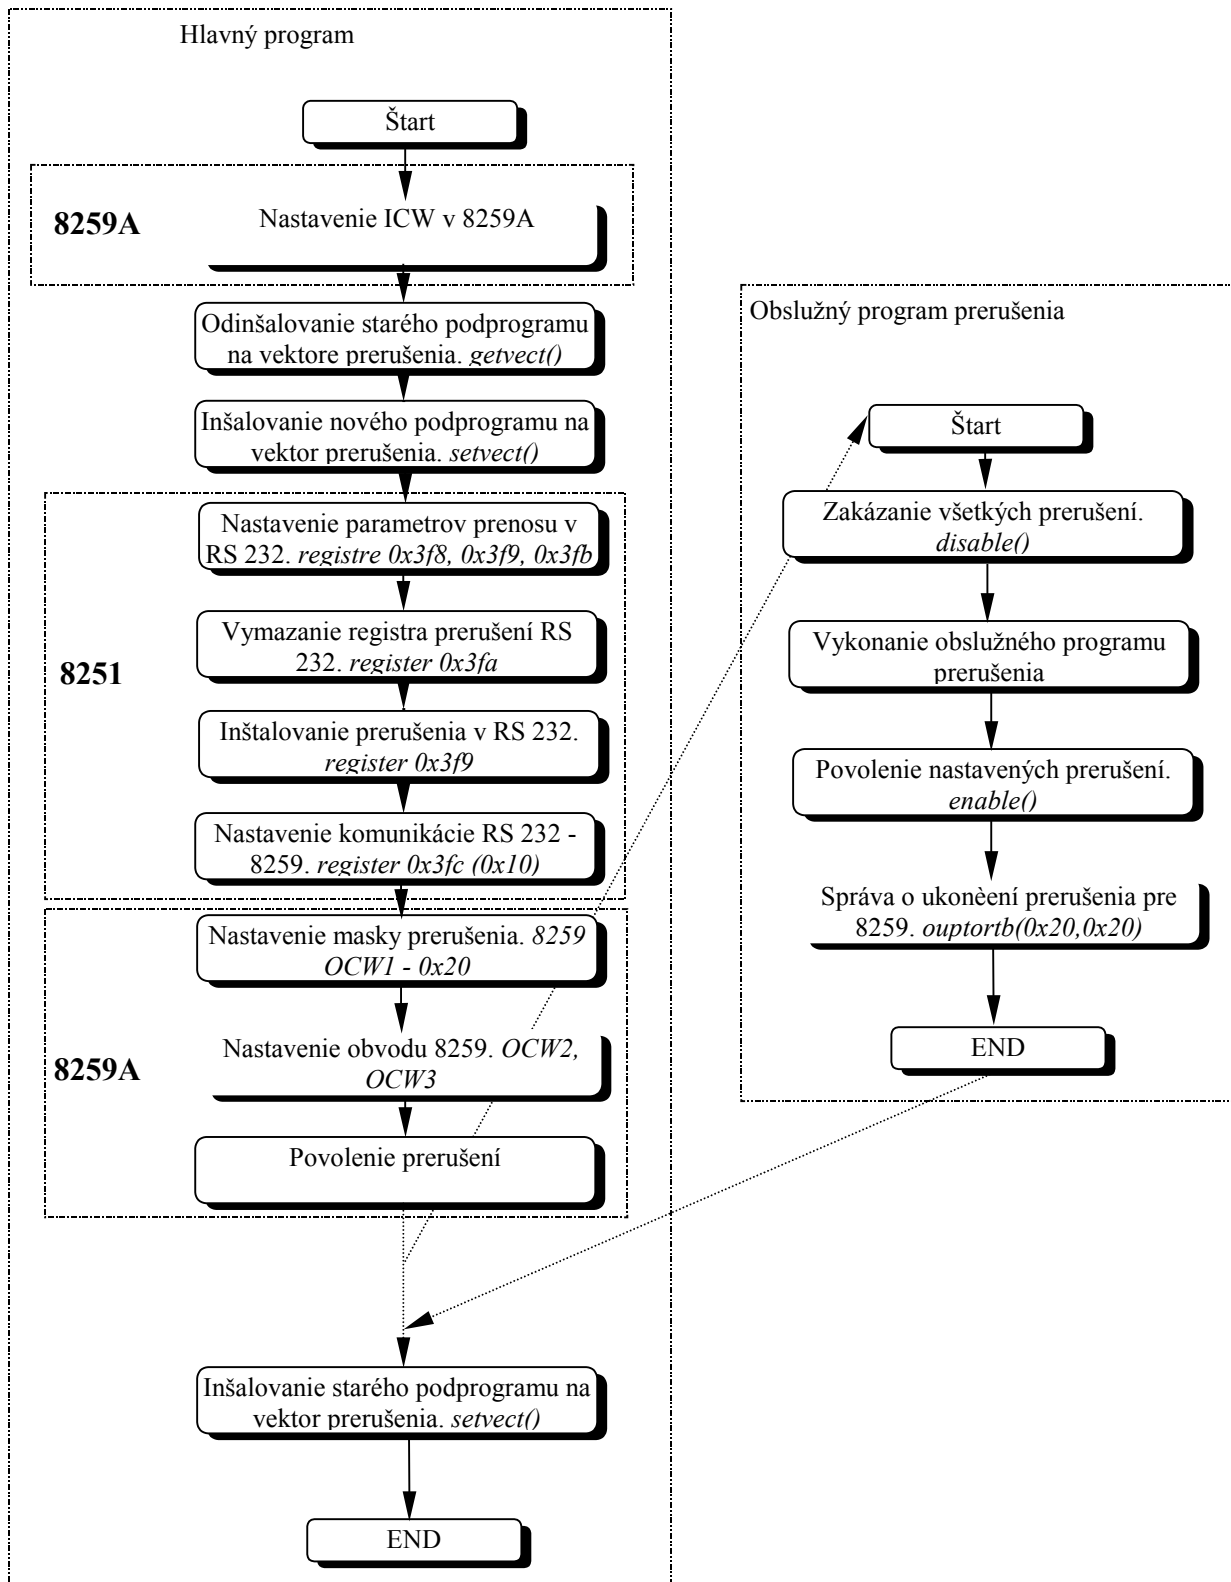 Hlavný program
Štart
8259A
Nastavenie ICW v 8259A
Odinšalovanie starého podprogramu
na vektore prerušenia. getvect()
Inšalovanie nového podprogramu na
vektor prerušenia. setvect()
8251
Nastavenie parametrov prenosu v
RS 232. registre 0x3f8, 0x3f9, 0x3fb
Vymazanie registra prerušení RS
232. register 0x3fa
Inštalovanie prerušenia v RS 232.
register 0x3f9
Nastavenie komunikácie RS 232 -
8259. register 0x3fc (0x10)
8259A
Nastavenie masky prerušenia. 8259
OCW1 - 0x20
Nastavenie obvodu 8259. OCW2,
OCW3
Povolenie prerušení
Inšalovanie starého podprogramu na
vektor prerušenia. setvect()
END
Obslužný program prerušenia
Štart
Zakázanie všetkých prerušení.
disable()
Vykonanie obslužného programu
prerušenia
Povolenie nastavených prerušení.
enable()
Správa o ukonèení prerušenia pre
8259. ouptortb(0x20,0x20)
END